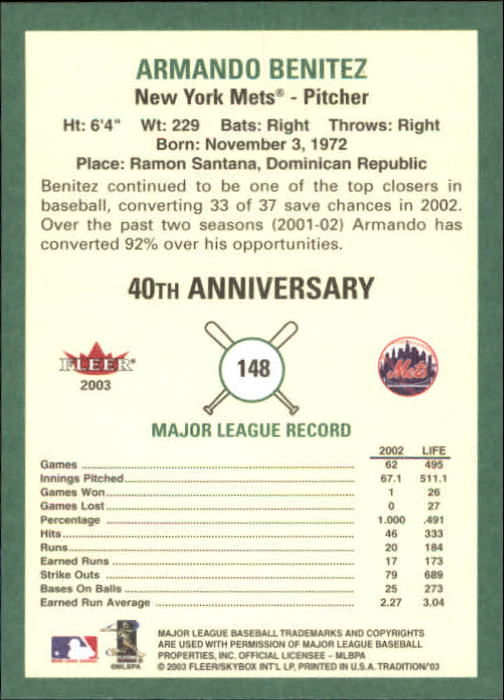 ARMANDO BENITEZ
New York Mets® - Pitcher
Ht: 6'4" Wt: 229 Bats: Right Throws: Right
Born: November 3, 1972
Place: Ramon Santana, Dominican Republic
Benitez continued to be one of the top closers in
baseball, converting 33 of 37 save chances in 2002.
Over the past two seasons (2001-02) Armando has
converted 92% over his opportunities.
40TH ANNIVERSARY
FLEER®
2003
148
Mets
MAJOR LEAGUE RECORD
2002 LIFE
Games 62 495
Innings Pitched 67.1 511.1
Games Won 1 26
Games Lost 0 27
Percentage 1.000 .491
Hits 46 333
Runs 20 184
Earned Runs 17 173
Strike Outs 79 689
Bases On Balls 25 273
Earned Run Average 2.27 3.04
MAJOR LEAGUE BASEBALL TRADEMARKS AND COPYRIGHTS
ARE USED WITH PERMISSION OF MAJOR LEAGUE BASEBALL
PROPERTIES, INC. OFFICIAL LICENSEE - MLBPA
© 2003 FLEER/SKYBOX INT'L LP, PRINTED IN U.S.A. TRADITION/'03
©MLBPA